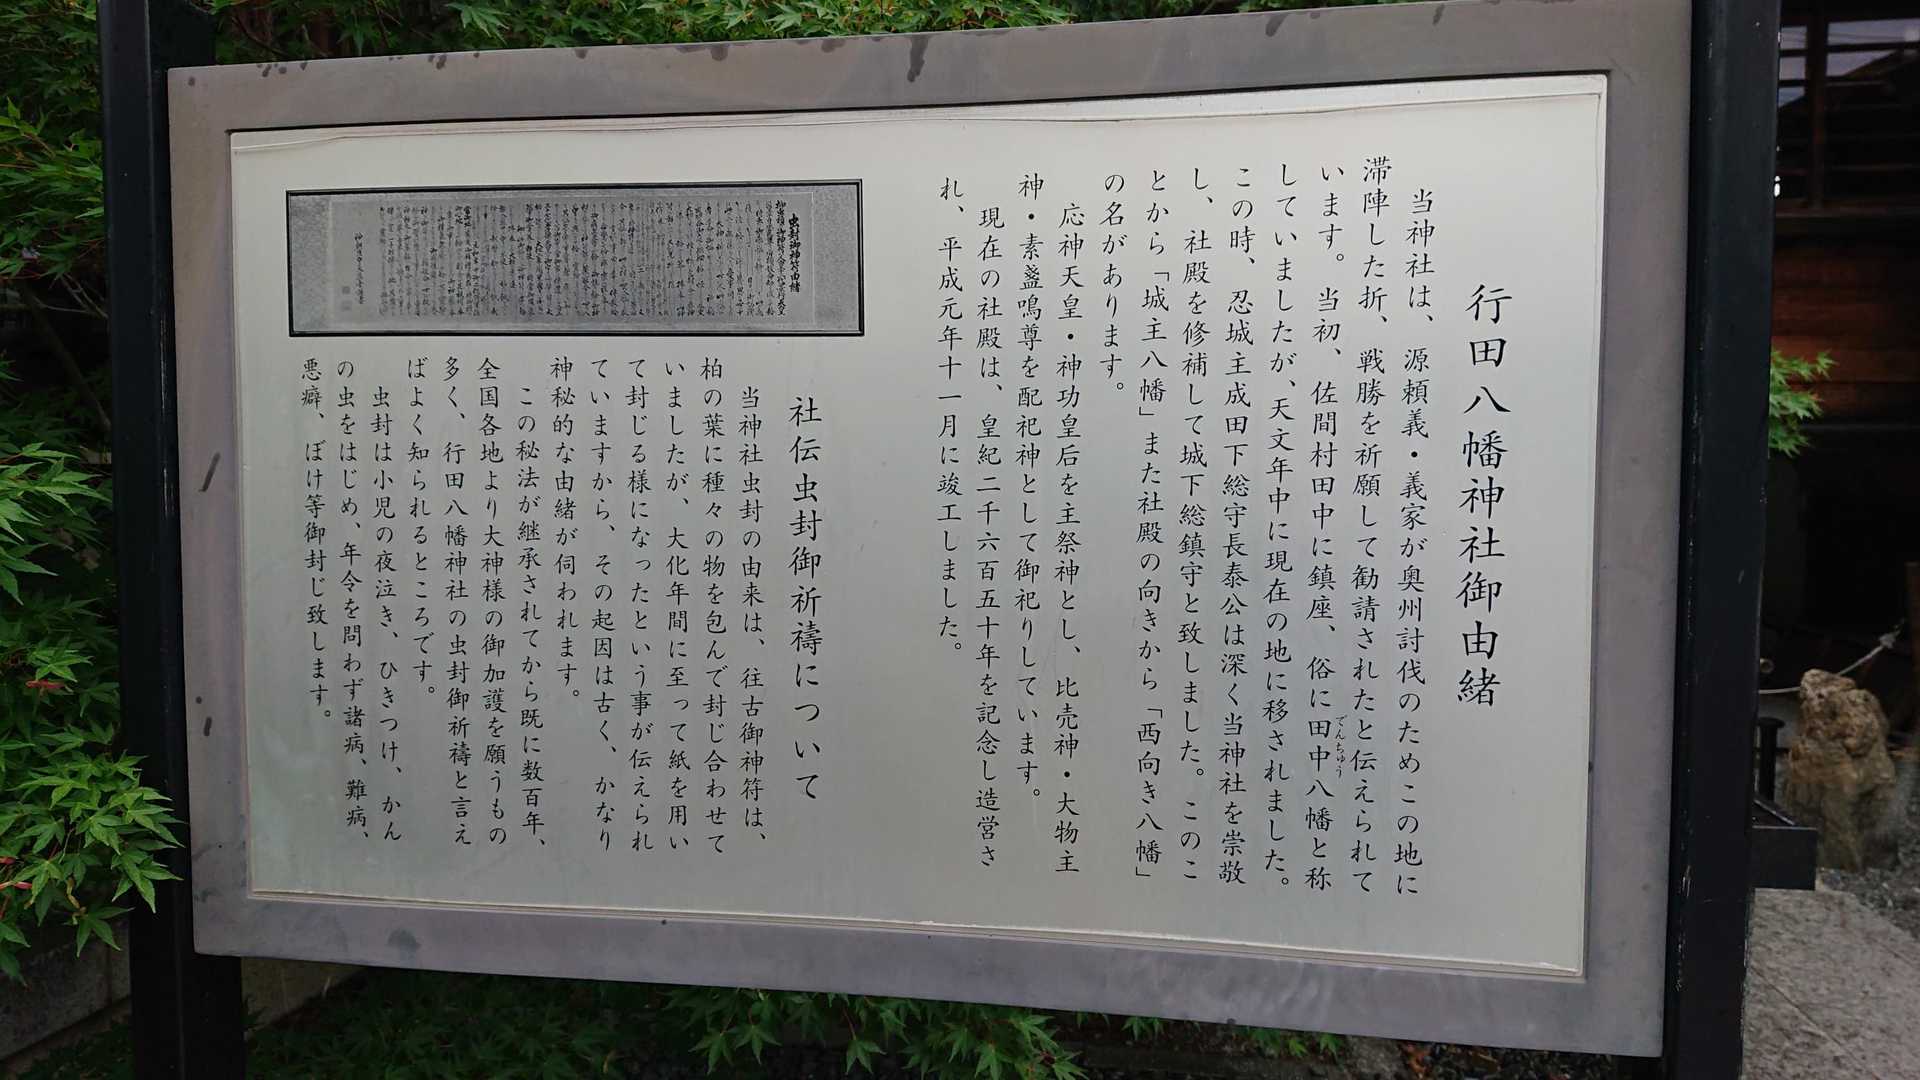 行田八幡神社御由緒
当神社は、源頼義・義家が奥州討伐のためこの地に
滞陣した折、戦勝を祈願して勧請されたと伝えられて
います。当初、佐間村田中に鎮座、俗に田中八幡と称
でんちゅう
していましたが、天文年中に現在の地に移されました。
この時、忍城主成田下総守長泰公は深く当神社を崇敬
し、社殿を修補して城下総鎮守と致しました。このこ
とから「城主八幡」また社殿の向きから「西向き八幡」
の名があります。
応神天皇・神功皇后を主祭神とし、比売神・大物主
神・素盞鳴尊を配祀神として御祀りしています。
現在の社殿は、皇紀二千六百五十年を記念し造営さ
れ、平成元年十一月に竣工しました。
虫封御神符由緒
社伝虫封御祈禱について
当神社虫封の由来は、往古御神符は、
柏の葉に種々の物を包んで封じ合わせて
いましたが、大化年間に至って紙を用い
て封じる様になったという事が伝えられ
ていますから、その起因は古く、かなり
神秘的な由緒が伺われます。
この秘法が継承されてから既に数百年、
全国各地より大神様の御加護を願うもの
多く、行田八幡神社の虫封御祈禱と言え
ばよく知られるところです。
虫封は小児の夜泣き、ひきつけ、かん
の虫をはじめ、年令を問わず諸病、難病、
悪癖、ぼけ等御封じ致します。